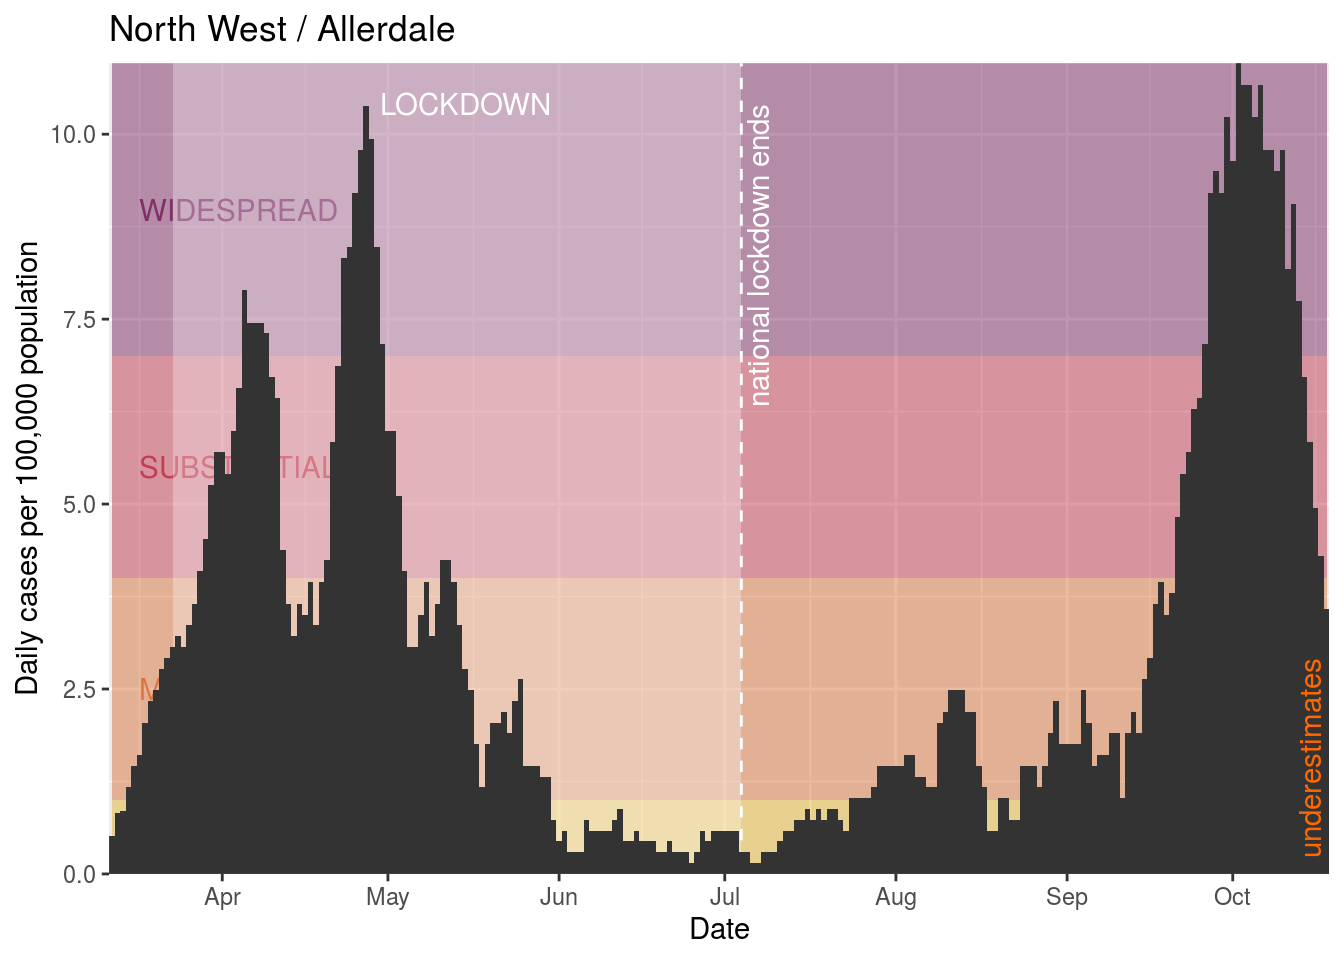 North West / Allerdale
Daily cases per 100,000 population
10.0
7.5
5.0
2.5
0.0
LOCKDOWN
WIDESPREAD
national lockdown ends
underestimates
Apr
May
Jun
Jul
Aug
Sep
Oct
Date